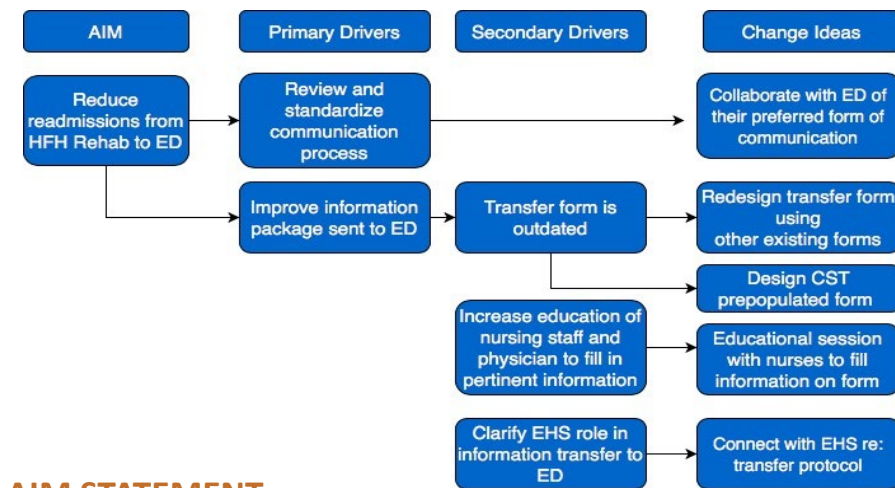 AIM
Primary Drivers
Secondary Drivers
Change Ideas
Reduce
readmissions from
HFH Rehab to ED
Review and
standardize
communication
process
Collaborate with ED of
their preferred form of
communication
Improve information
package sent to ED
Transfer form is
outdated
Redesign transfer form
using
other existing forms
Design CST
prepopulated form
Increase education of
nursing staff and
physician to fill in
pertinent information
Educational session
with nurses to fill
information on form
Clarify EHS role in
information transfer to
ED
Connect with EHS re:
transfer protocol
AIM STATEMENT